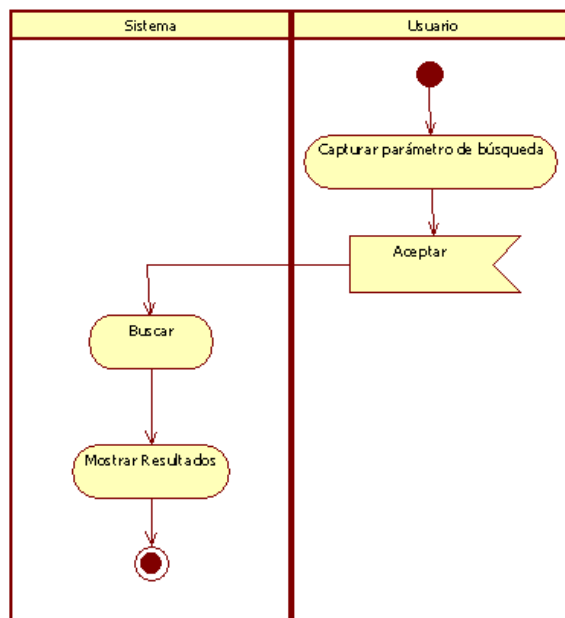 Sistema
Usuario
Capturar parámetro de búsqueda
Aceptar
Buscar
Mostrar Resultados